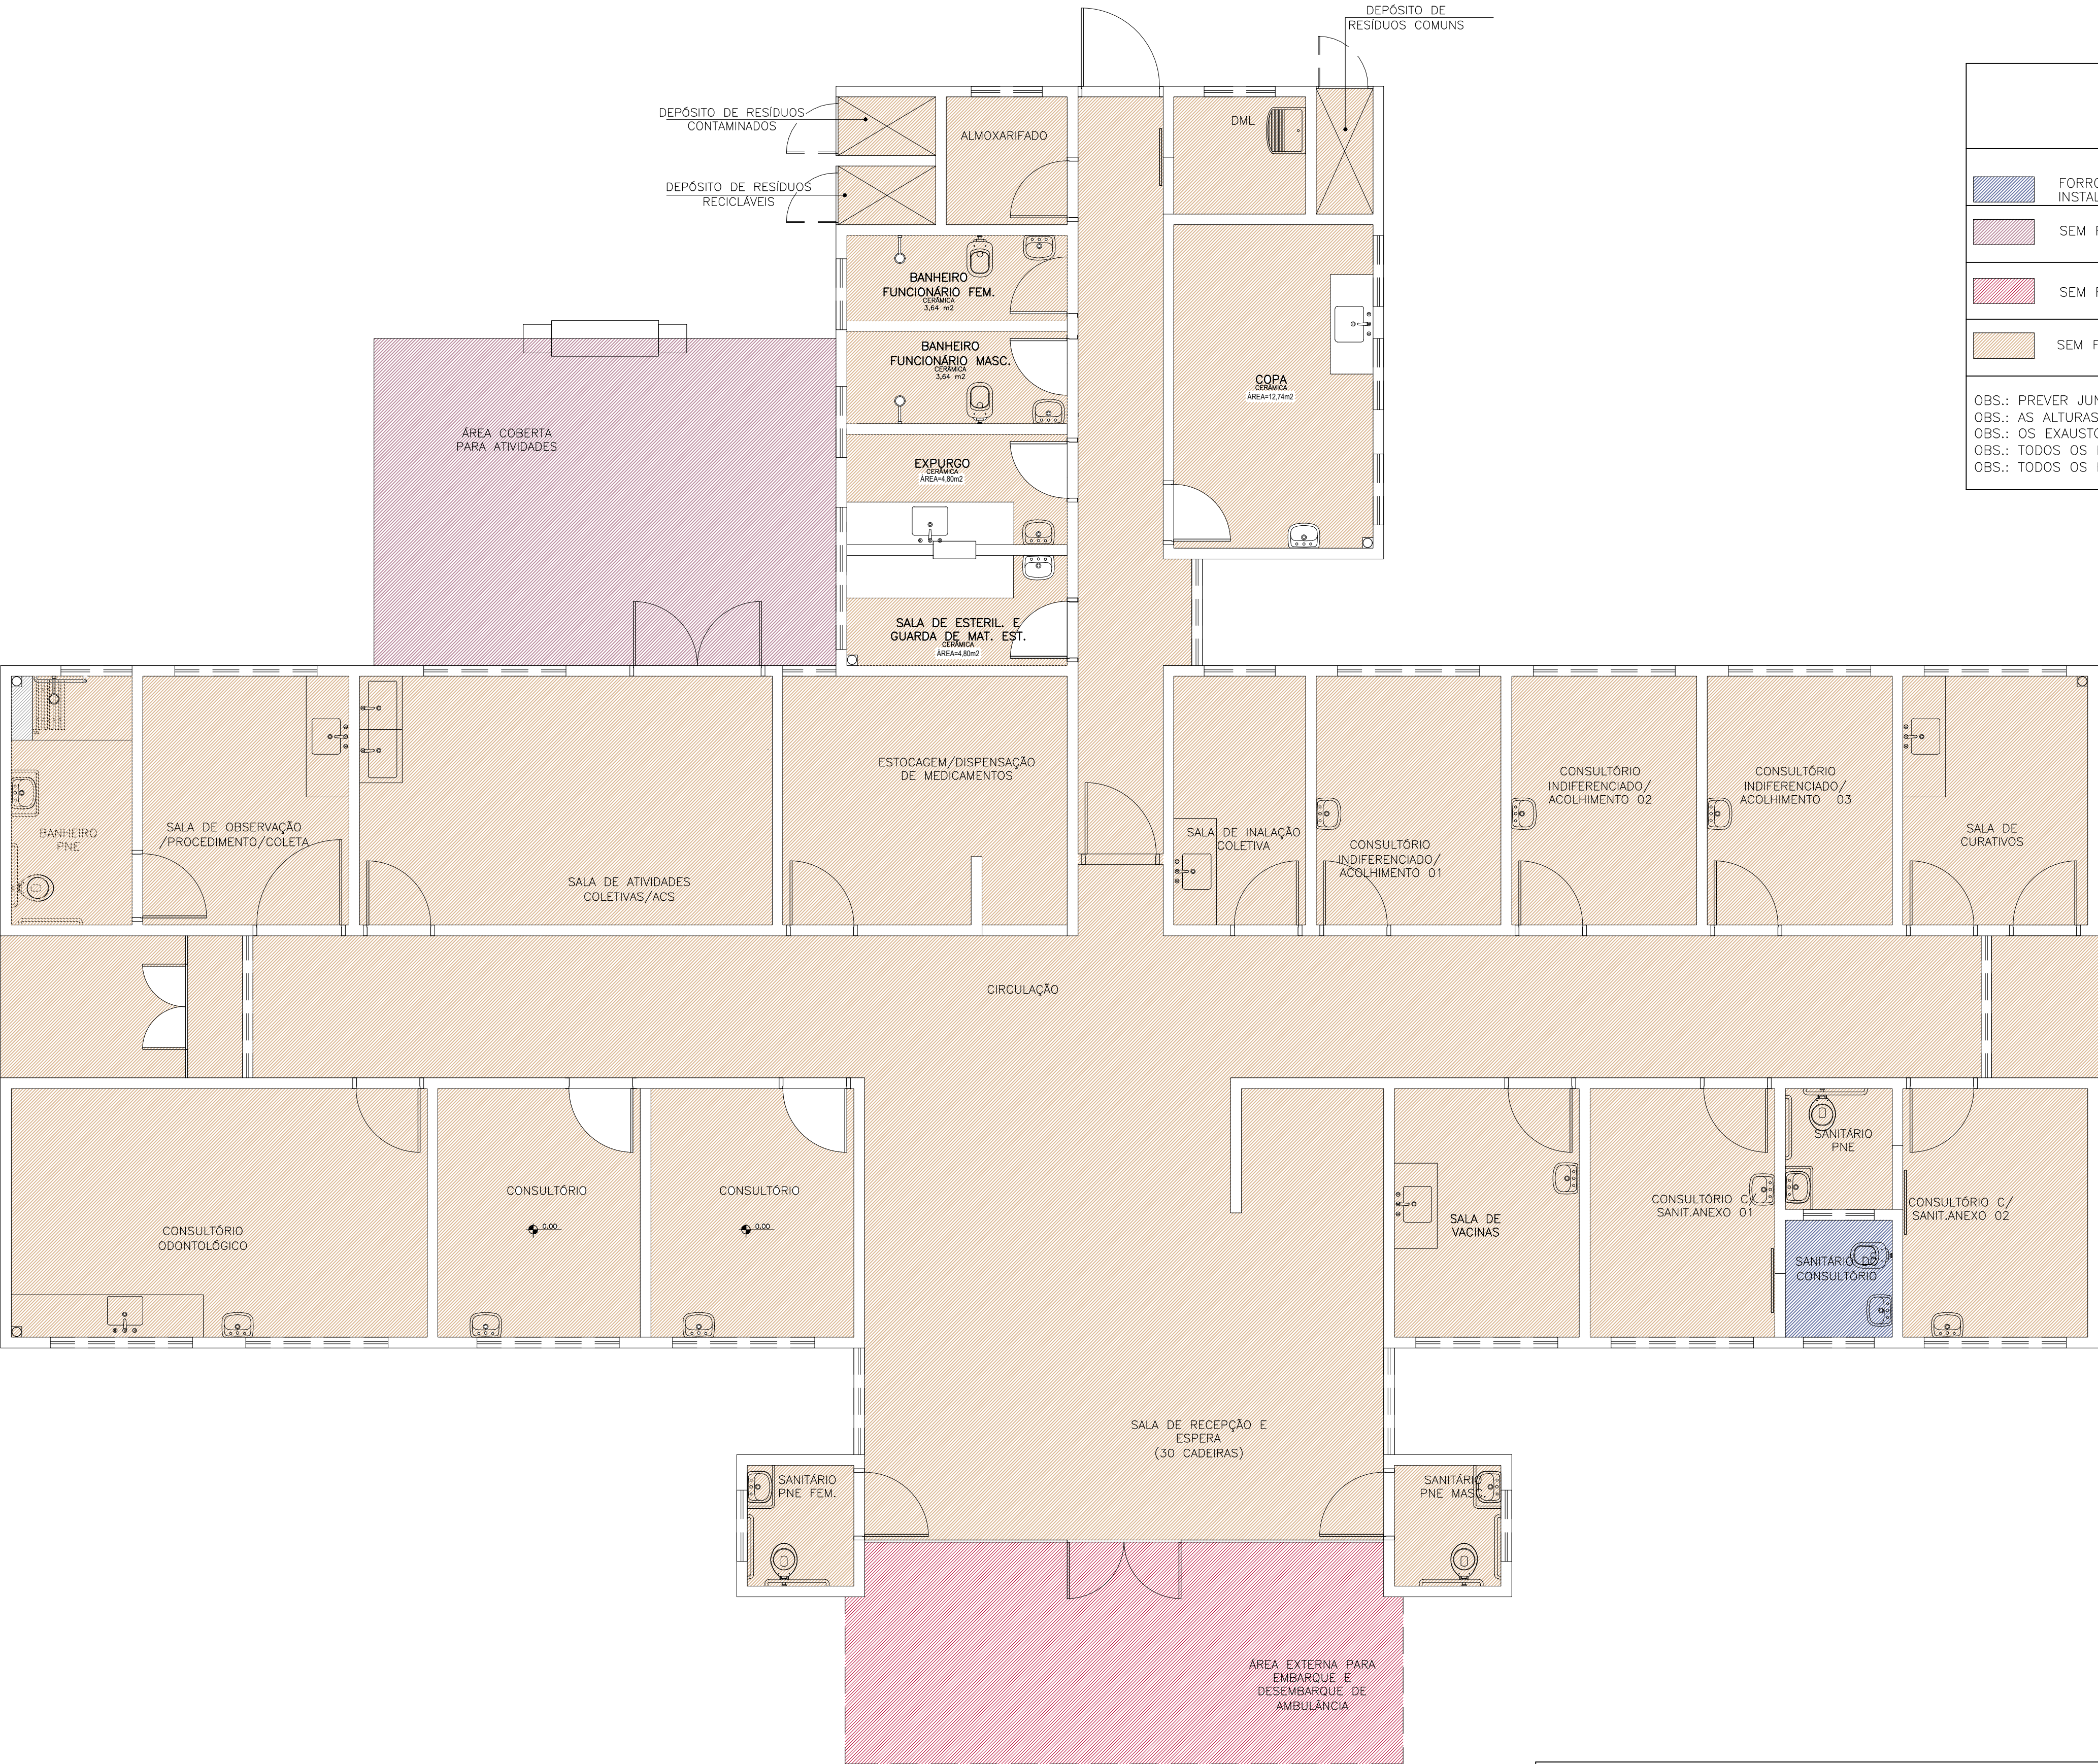 DEPÓSITO DE
RESÍDUOS COMUNS
DEPÓSITO DE RESÍDUOS
CONTAMINADOS
ALMOXARIFADO
DML
DEPÓSITO DE RESÍDUOS
RECICLÁVEIS
FORRO
INSTAL
SEM
SEM
SEM
OBS.: PREVER
OBS.: AS ALTURAS
OBS.: OS
OBS.: TODOS OS
OBS.: TODOS OS
BANHEIRO
FUNCIONÁRIO FEM.
CERÂMICA
3,64 m2
BANHEIRO
FUNCIONÁRIO MASC.
CERÂMICA
3,64 m2
COPA
CERÂMICA
ÁREA=12,74m2
ÁREA COBERTA
PARA ATIVIDADES
EXPURGO
CERÂMICA
ÁREA=4,80m2
SALA DE ESTERIL. E
GUARDA DE MAT. EST.
CERÂMICA
ÁREA=4,80m2
BANHEIRO
PNE
SALA DE OBSERVAÇÃO
/PROCEDIMENTO/COLETA
SALA DE ATIVIDADES
COLETIVAS/ACS
ESTOCAGEM/DISPENSAÇÃO
DE MEDICAMENTOS
SALA DE INALAÇÃO
COLETIVA
CONSULTÓRIO
INDIFERENCIADO/
ACOLHIMENTO 01
CONSULTÓRIO
INDIFERENCIADO/
ACOLHIMENTO 02
CONSULTÓRIO
INDIFERENCIADO/
ACOLHIMENTO 03
SALA DE
CURATIVOS
CIRCULAÇÃO
CONSULTÓRIO
ODONTOLÓGICO
CONSULTÓRIO
0.00
CONSULTÓRIO
0.00
SALA DE
VACINAS
CONSULTÓRIO C/
SANIT.ANEXO 01
SANITÁRIO
PNE
SANITÁRIO DO
CONSULTÓRIO
CONSULTÓRIO C/
SANIT.ANEXO 02
SALA DE RECEPÇÃO E
ESPERA
(30 CADEIRAS)
SANITÁRIO
PNE FEM.
SANITÁRIO
PNE MASC.
ÁREA EXTERNA PARA
EMBARQUE E
DESEMBARQUE DE
AMBULÂNCIA